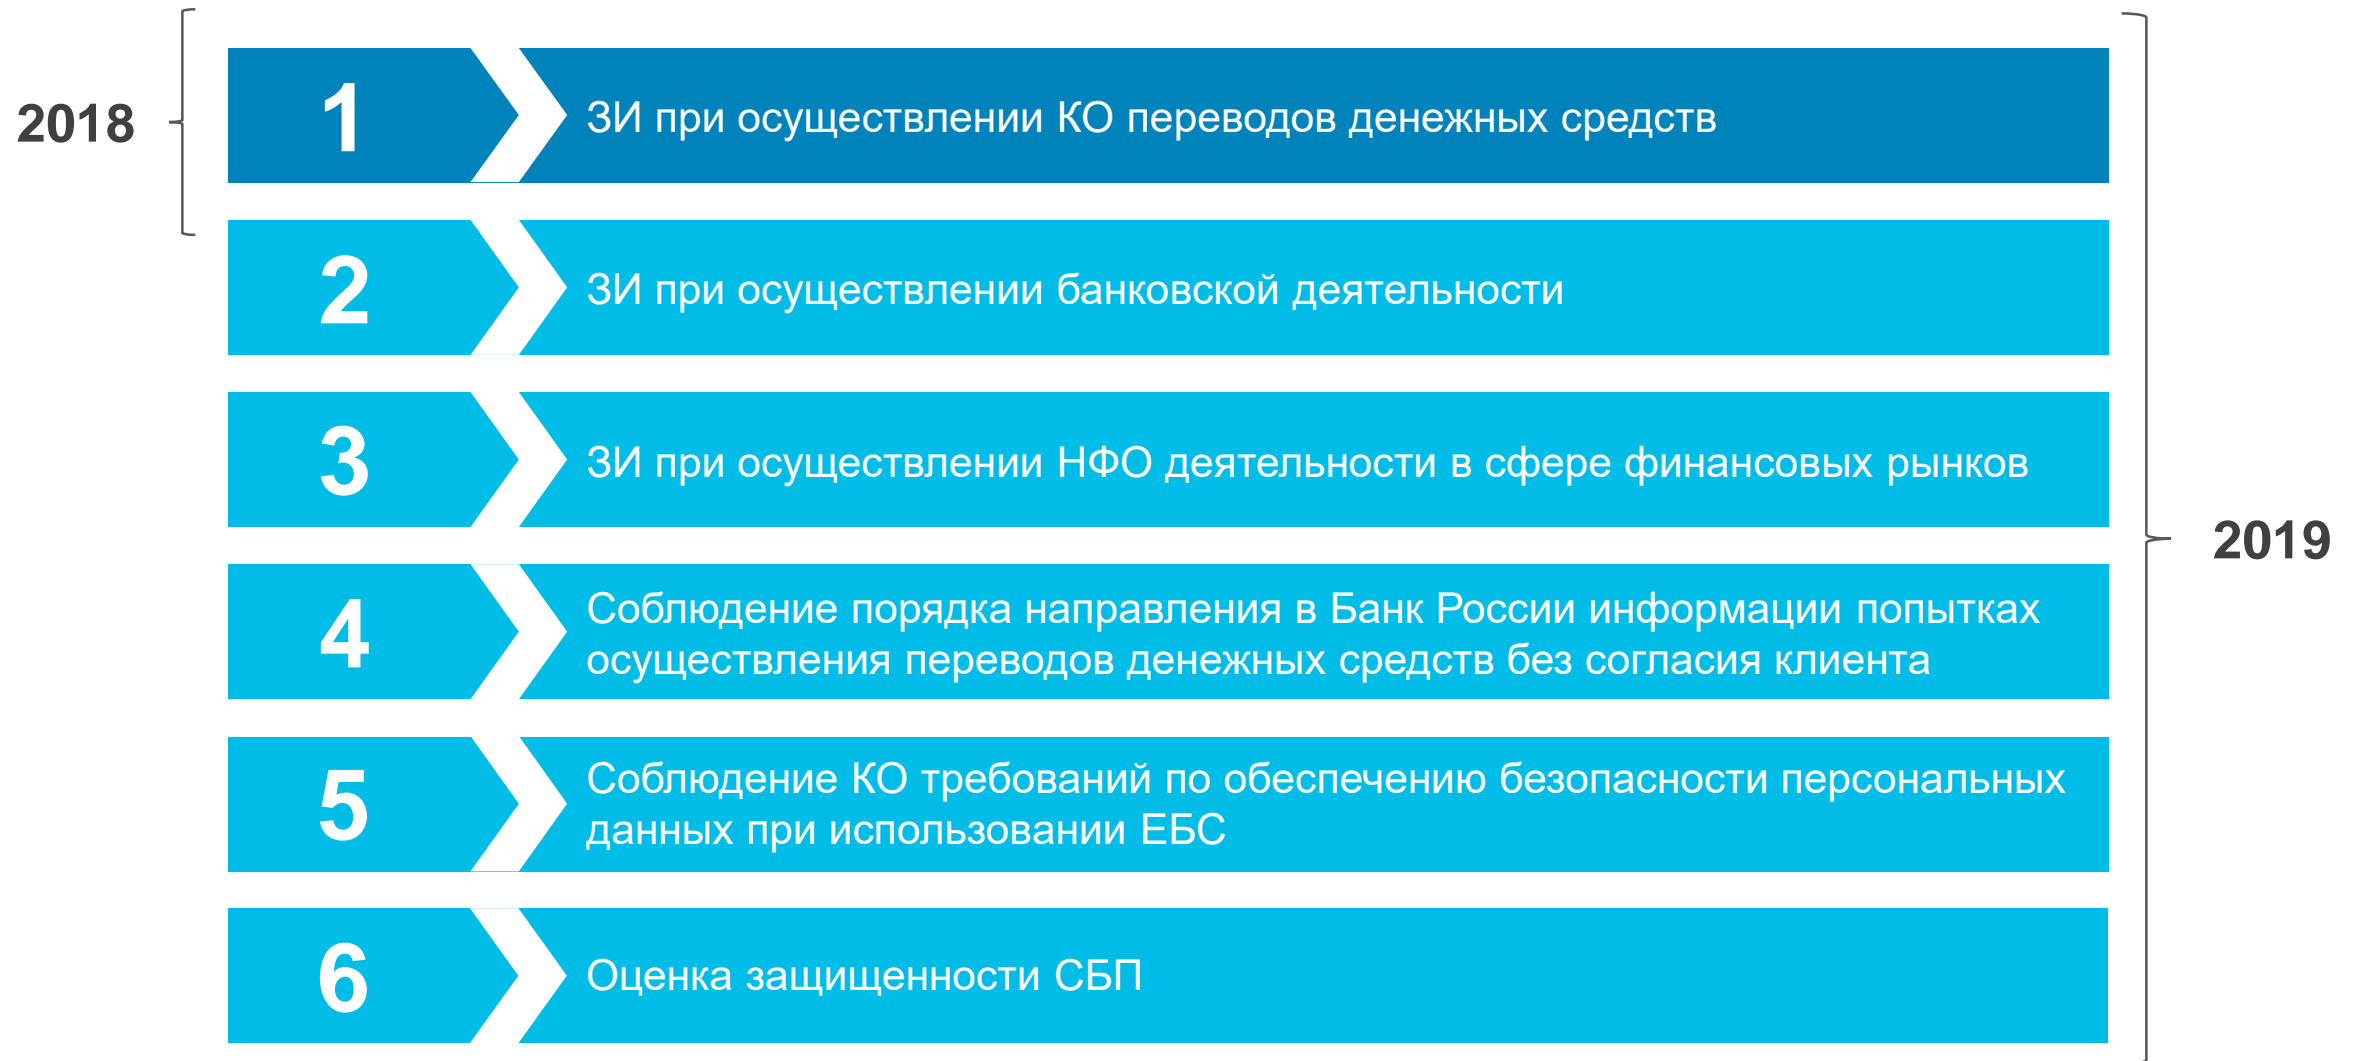 2018
1
ЗИ при осуществлении КО переводов денежных средств
2
ЗИ при осуществлении банковской деятельности
3
ЗИ при осуществлении НФО деятельности в сфере финансовых рынков
4
Соблюдение порядка направления в Банк России информации попытках
осуществления переводов денежных средств без согласия клиента
5
Соблюдение КО требований по обеспечению безопасности персональных
данных при использовании ЕБС
6
Оценка защищенности СБП
2019